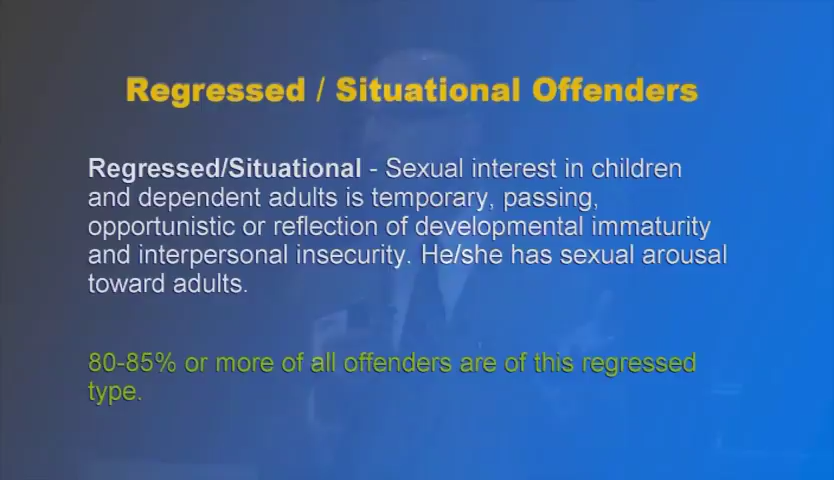 Regressed / Situational Offenders
Regressed/Situational - Sexual interest in children
and dependent adults is temporary, passing,
opportunistic or reflection of developmental immaturity
and interpersonal insecurity. He/she has sexual arousal
toward adults.
80-85% or more of all offenders are of this regressed
type.